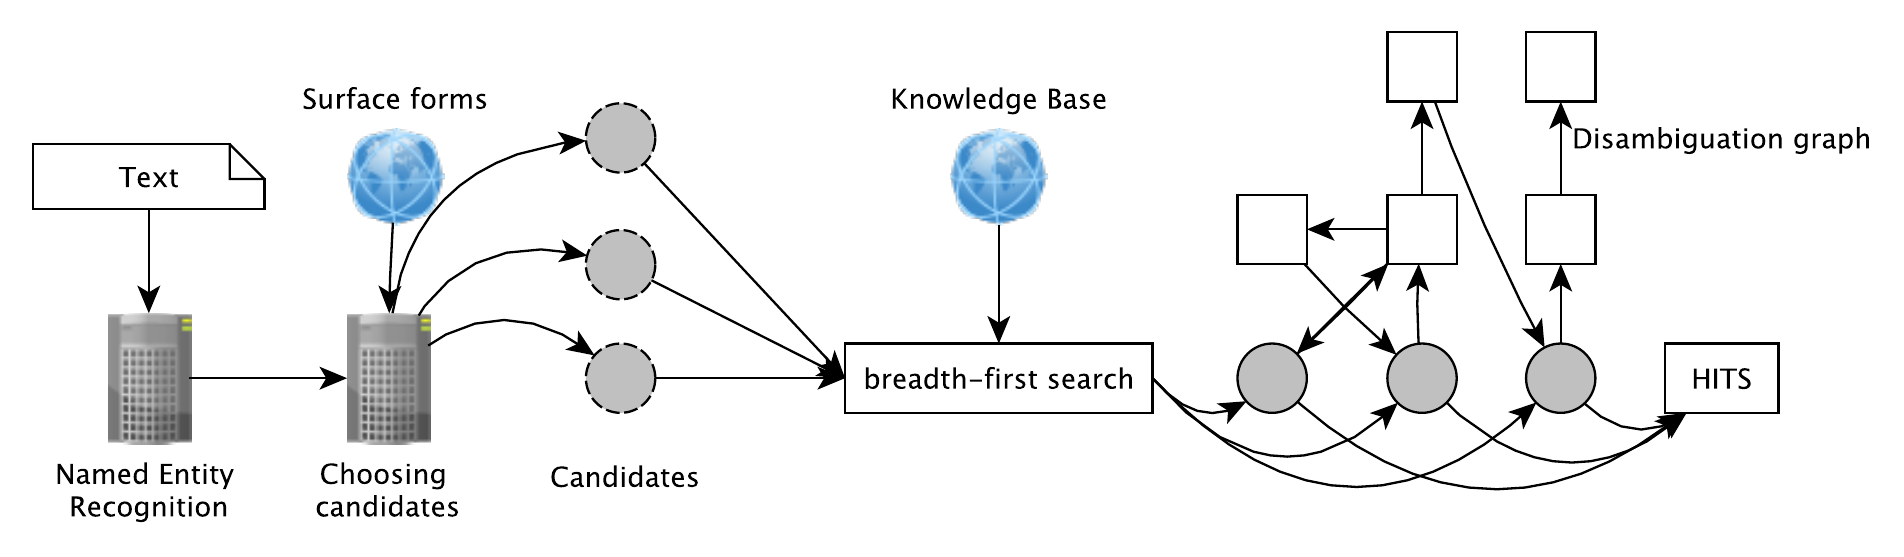 Text
Named Entity
Recognition
Surface forms
Choosing
candidates
Candidates
Knowledge Base
breadth-first search
Disambiguation graph
HITS